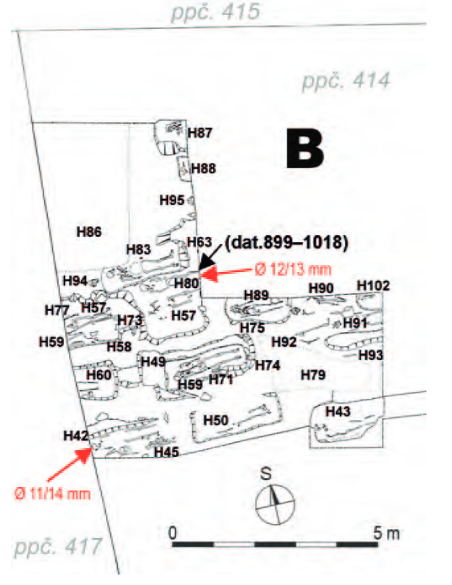 ppč. 415
ppč. 414
B
H87
H88
H95
H86
H83
H63
(dat.899–1018)
Ø 12/13 mm
H94
H80
H90
H102
H77
H57
H89
H73
H57
H75
H91
H59
H58
H92
H93
H49
H74
H60
H59
H71
H79
H50
H43
H42
H45
Ø 11/14 mm
S
ppč. 417
0
5 m